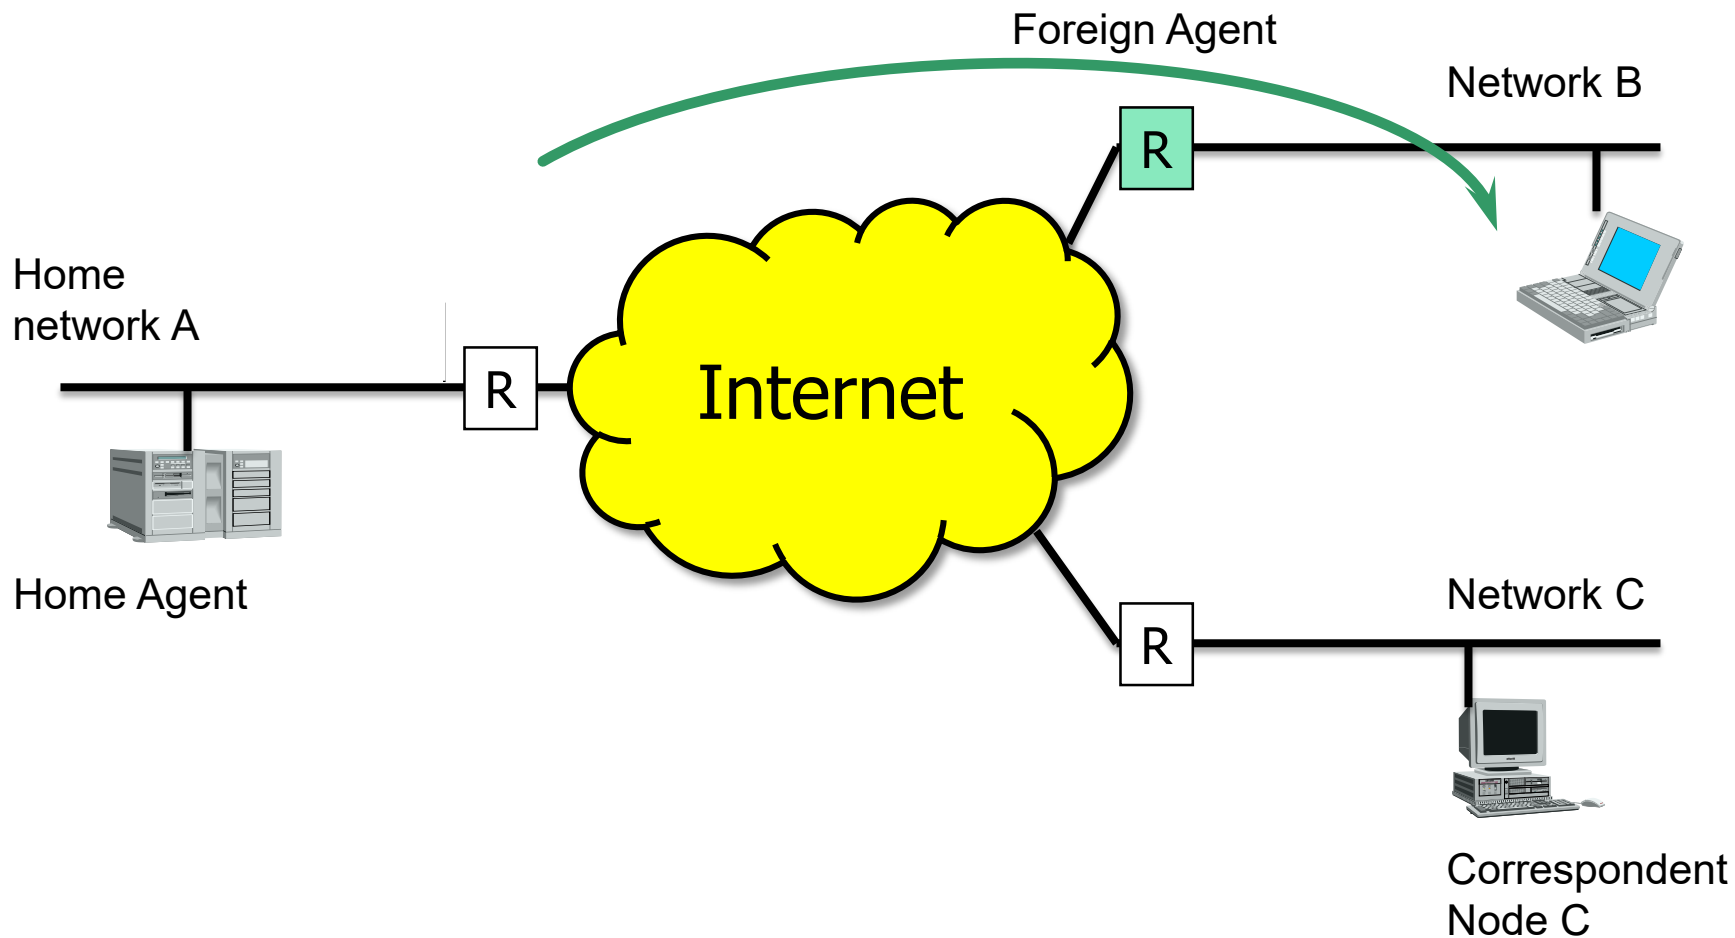 Foreign Agent
Network B
R
Home
network A
R
Internet
Home Agent
Network C
R
Correspondent
Node C